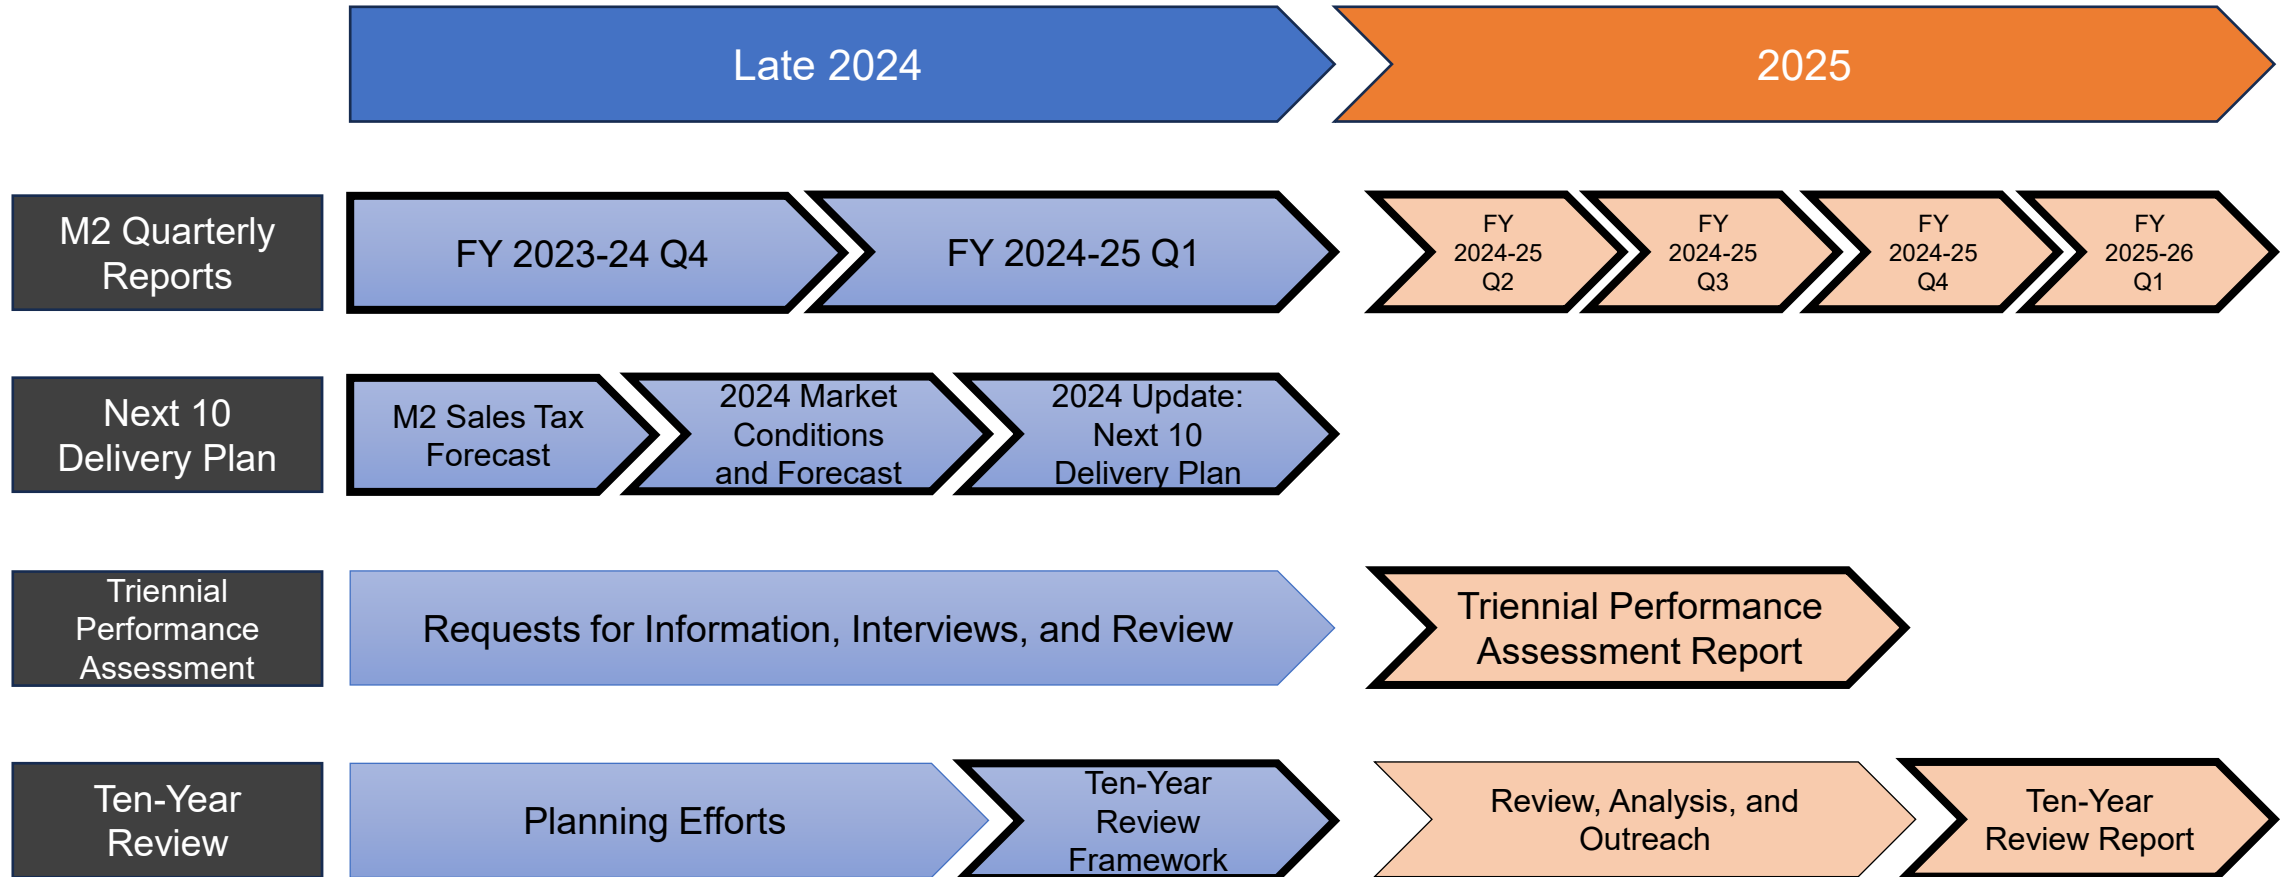 Late 2024
2025
M2 Quarterly
Reports
FY 2023-24 Q4
FY 2024-25 Q1
FY
2024-25
Q2
FY
2024-25
Q3
FY
2024-25
Q4
FY
2025-26
Q1
Next 10
Delivery Plan
M2 Sales Tax
Forecast
2024 Market
Conditions
and Forecast
2024 Update:
Next 10
Delivery Plan
Triennial
Performance
Assessment
Requests for Information, Interviews, and Review
Triennial Performance
Assessment Report
Ten-Year
Review
Planning Efforts
Ten-Year
Review
Framework
Review, Analysis, and
Outreach
Ten-Year
Review Report